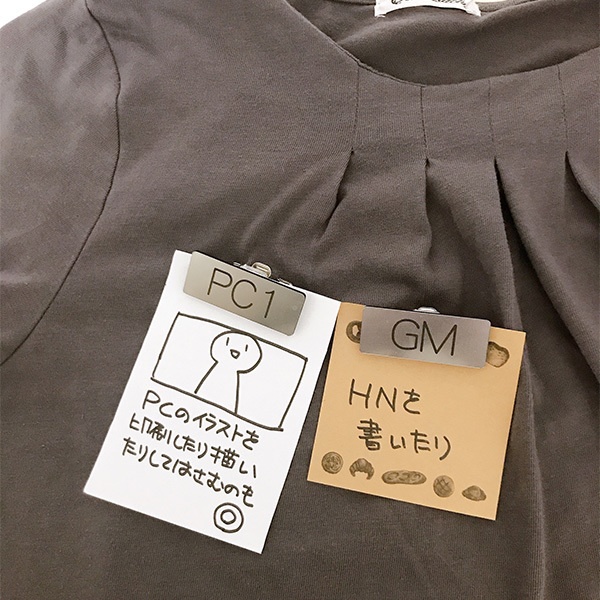 PC1
PCのイラストを
印刷したり描い
たりしてはさむのも
◎
GM
HNを
書いたり